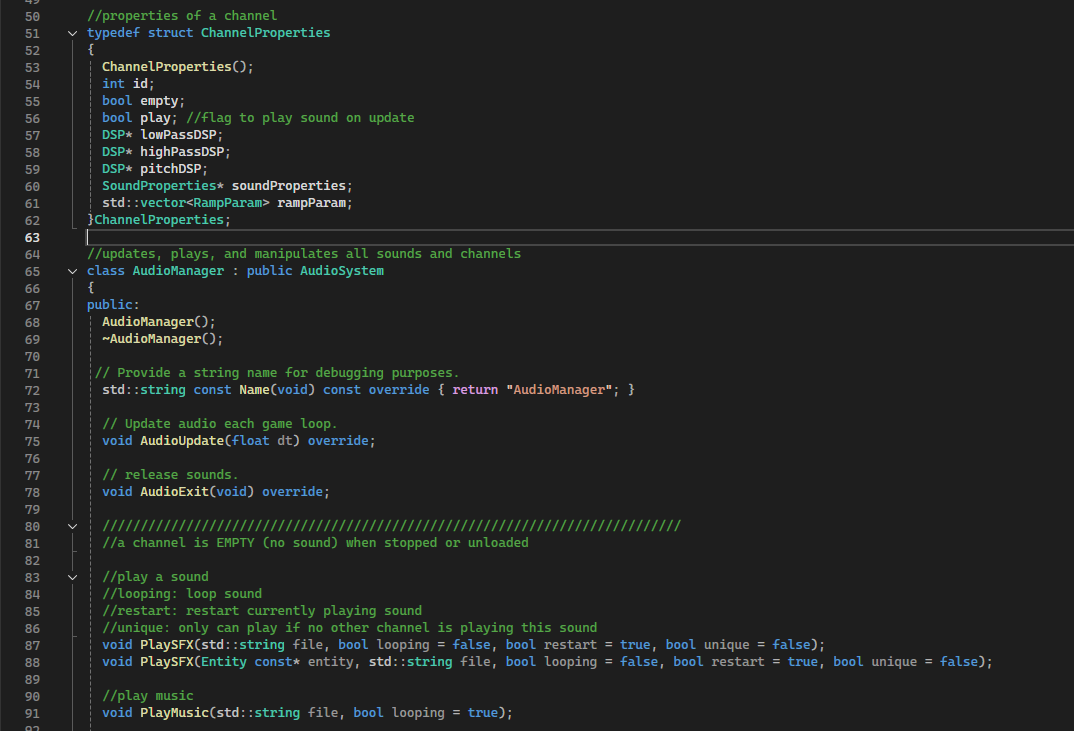 50 //properties of a channel
51 typedef struct ChannelProperties
52 {
53 ChannelProperties();
54 int id;
55 bool empty;
56 bool play; //flag to play sound on update
57 DSP* lowPassDSP;
58 DSP* highPassDSP;
59 DSP* pitchDSP;
60 SoundProperties* soundProperties;
61 std::vector<RampParam> rampParam;
62 }ChannelProperties;
63
64 //updates, plays, and manipulates all sounds and channels
65 class AudioManager : public AudioSystem
66 {
67 public:
68 AudioManager();
69 ~AudioManager();
70
71 // Provide a string name for debugging purposes.
72 std::string const Name(void) const override { return "AudioManager"; }
73
74 // Update audio each game loop.
75 void AudioUpdate(float dt) override;
76
77 // release sounds.
78 void AudioExit(void) override;
79
80 ////////////////////////////////////////////////////////////////////////////
81 //a channel is EMPTY (no sound) when stopped or unloaded
82
83 //play a sound
84 //looping: loop sound
85 //restart: restart currently playing sound
86 //unique: only can play if no other channel is playing this sound
87 void PlaySFX(std::string file, bool looping = false, bool restart = true, bool unique = false);
88 void PlaySFX(Entity const* entity, std::string file, bool looping = false, bool restart = true, bool unique = false);
89
90 //play music
91 void PlayMusic(std::string file, bool looping = true);